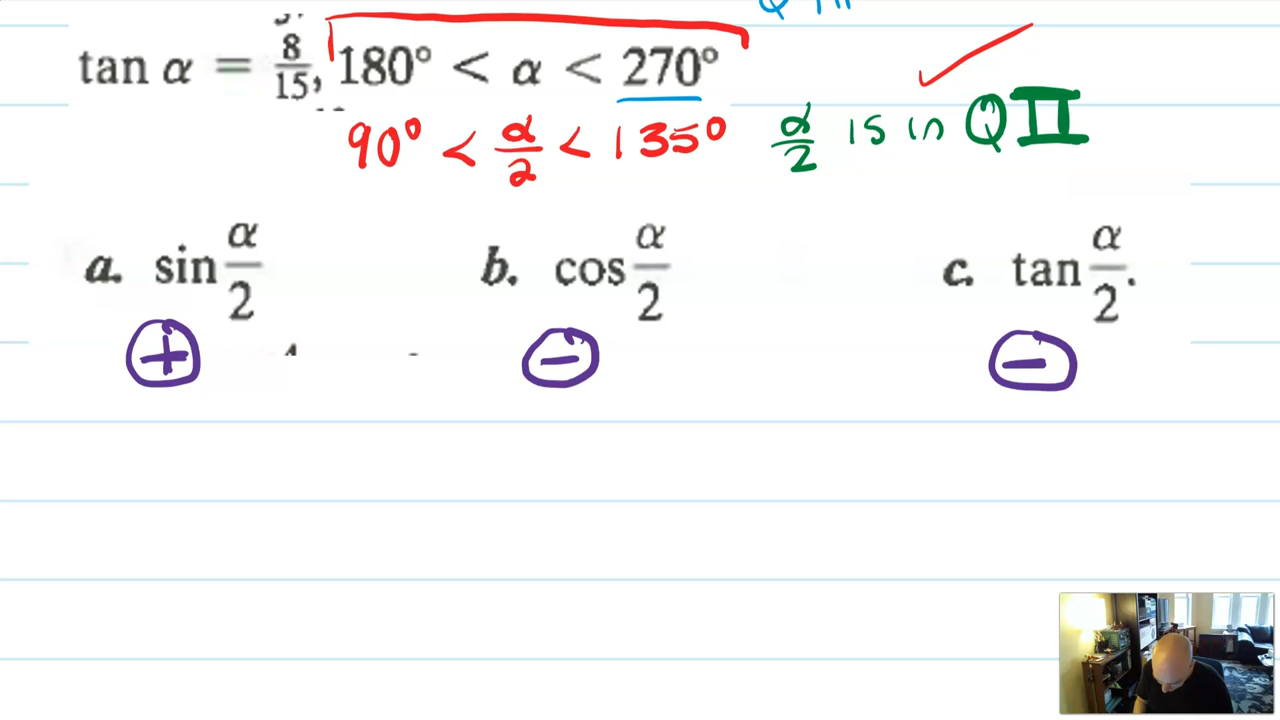 tan α = 8/15, 180° < α < 270°
90° < α/2 < 135° α/2 is in QII
a. sin α/2 b. cos α/2 c. tan α/2.
+ − −